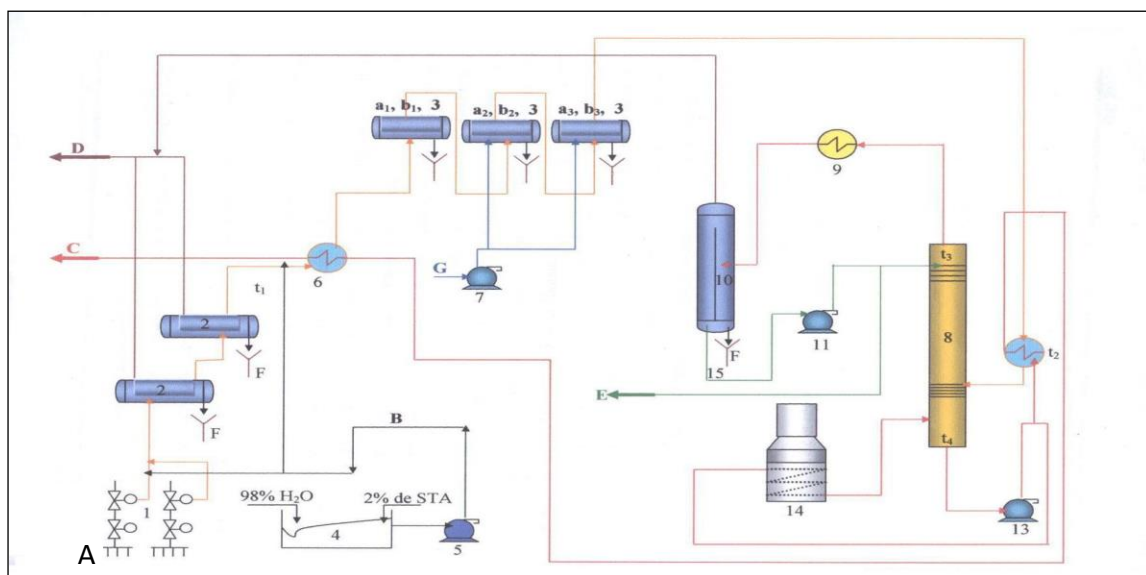 a₁, b₁, 3
a₂, b₂, 3
a₃, b₃, 3
D
9
C
G
6
7
t₁
t₃
10
8
11
t₂
2
F
F
15
E
2
F
B
t₄
98% H₂O
2% de STA
1
4
5
14
13
A